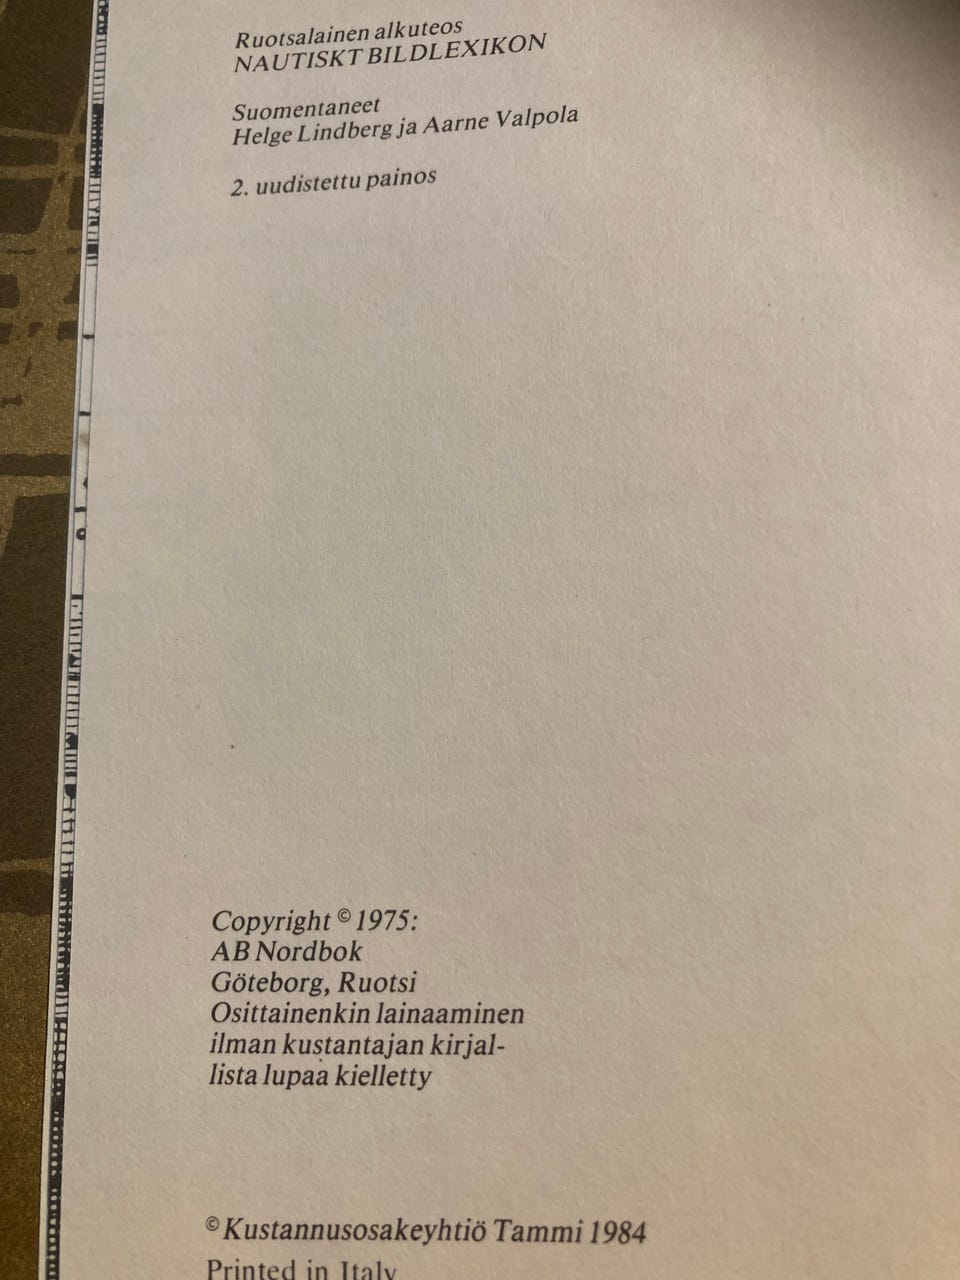 Ruotsalainen alkuteos
NAUTISKT BILDLEXIKON
Suomentaneet
Helge Lindberg ja Aarne Valpola
2. uudistettu painos
Copyright © 1975:
AB Nordbok
Göteborg, Ruotsi
Osittainenkin lainaaminen
ilman kustantajan kirjal-
lista lupaa kielletty
© Kustannusosakeyhtiö Tammi 1984
Printed in Italy